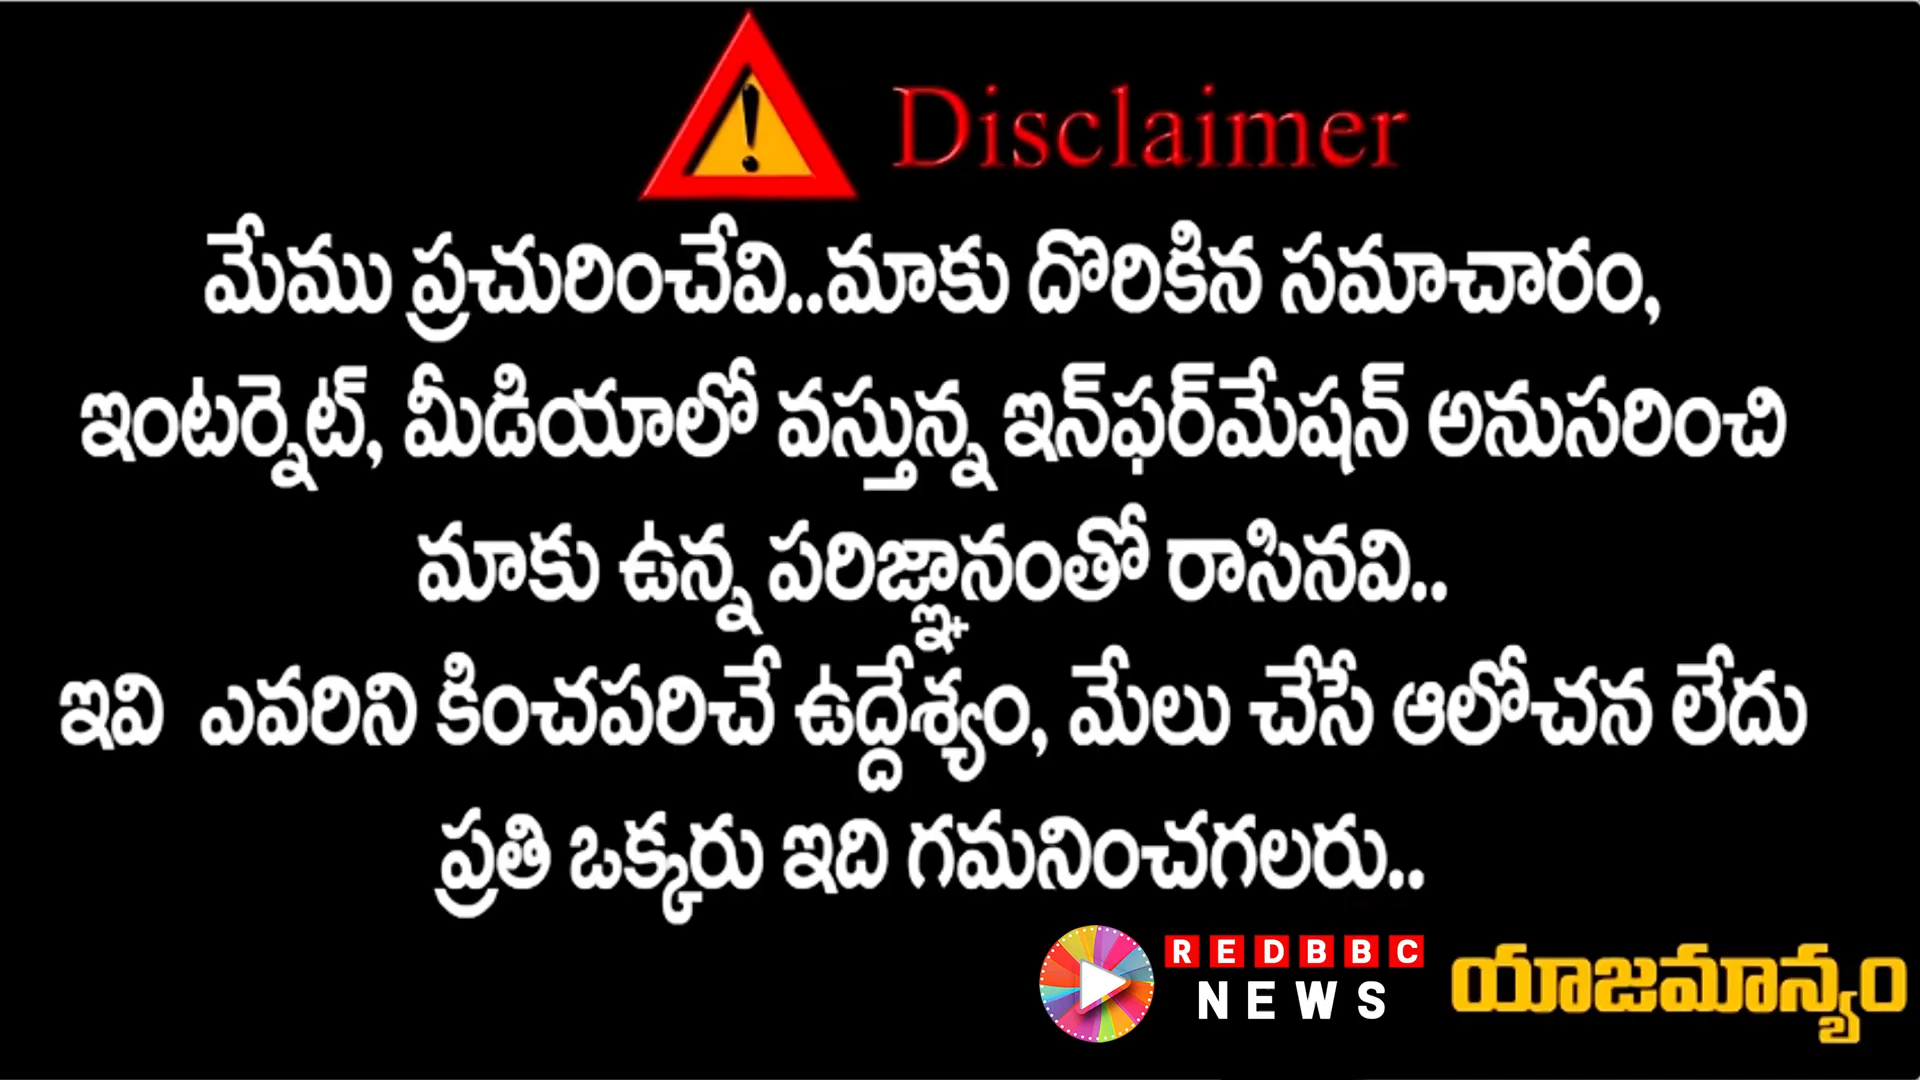 Disclaimer
మేము ప్రచురించేవి..మాకు దొరికిన సమాచారం,
ఇంటర్నెట్, మీడియాలో వస్తున్న ఇన్‌ఫర్‌మేషన్ అనుసరించి
మాకు ఉన్న పరిజ్ఞానంతో రాసినవి..
ఇవి ఎవరిని కించపరిచే ఉద్దేశ్యం, మేలు చేసే ఆలోచన లేదు
ప్రతి ఒక్కరు ఇది గమనించగలరు..
REDBBC
NEWS
యాజమాన్యం